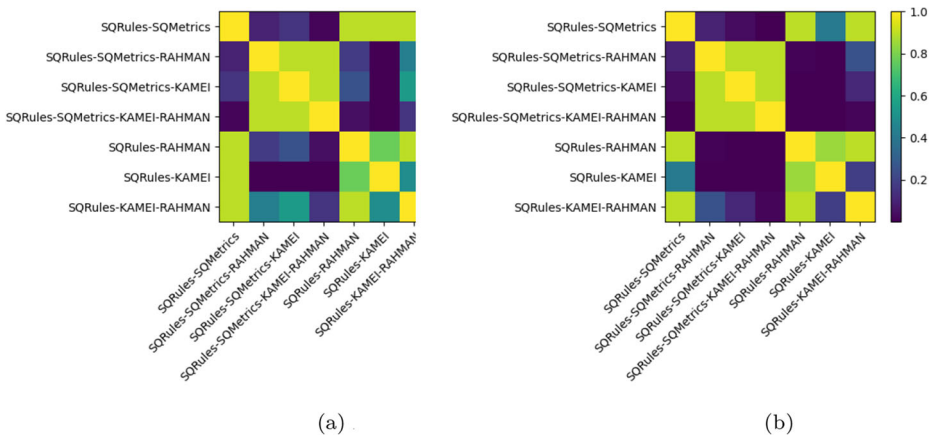 SQRules-SQMetrics
SQRules-SQMetrics-RAHMAN
SQRules-SQMetrics-KAMEI
SQRules-SQMetrics-KAMEI-RAHMAN
SQRules-RAHMAN
SQRules-KAMEI
SQRules-KAMEI-RAHMAN
SQRules-SQMetrics
SQRules-SQMetrics-RAHMAN
SQRules-SQMetrics-KAMEI
SQRules-SQMetrics-KAMEI-RAHMAN
SQRules-RAHMAN
SQRules-KAMEI
SQRules-KAMEI-RAHMAN
(a)
SQRules-SQMetrics
SQRules-SQMetrics-RAHMAN
SQRules-SQMetrics-KAMEI
SQRules-SQMetrics-KAMEI-RAHMAN
SQRules-RAHMAN
SQRules-KAMEI
SQRules-KAMEI-RAHMAN
SQRules-SQMetrics
SQRules-SQMetrics-RAHMAN
SQRules-SQMetrics-KAMEI
SQRules-SQMetrics-KAMEI-RAHMAN
SQRules-RAHMAN
SQRules-KAMEI
SQRules-KAMEI-RAHMAN
1.0
0.8
0.6
0.4
0.2
(b)